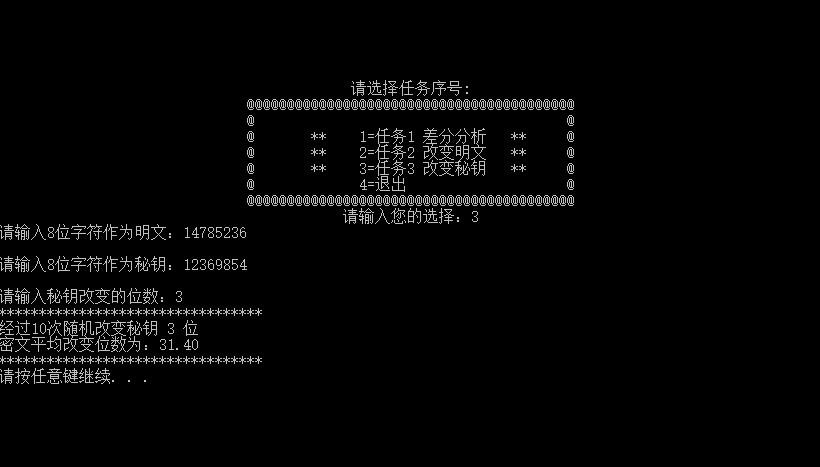 请选择任务序号:
@@@@@@@@@@@@@@@@@@@@@@@@@@@@@@@@@@@@@@@@@
@ @
@ ** 1=任务1 差分分析 ** @
@ ** 2=任务2 改变明文 ** @
@ ** 3=任务3 改变秘钥 ** @
@ 4=退出 @
@@@@@@@@@@@@@@@@@@@@@@@@@@@@@@@@@@@@@@@@@
请输入您的选择: 3
请输入8位字符作为明文: 14785236
请输入8位字符作为秘钥: 12369854
请输入秘钥改变的位数: 3
*********************************
经过10次随机改变秘钥 3 位
密文平均改变位数为: 31.40
*********************************
请按任意键继续. . .